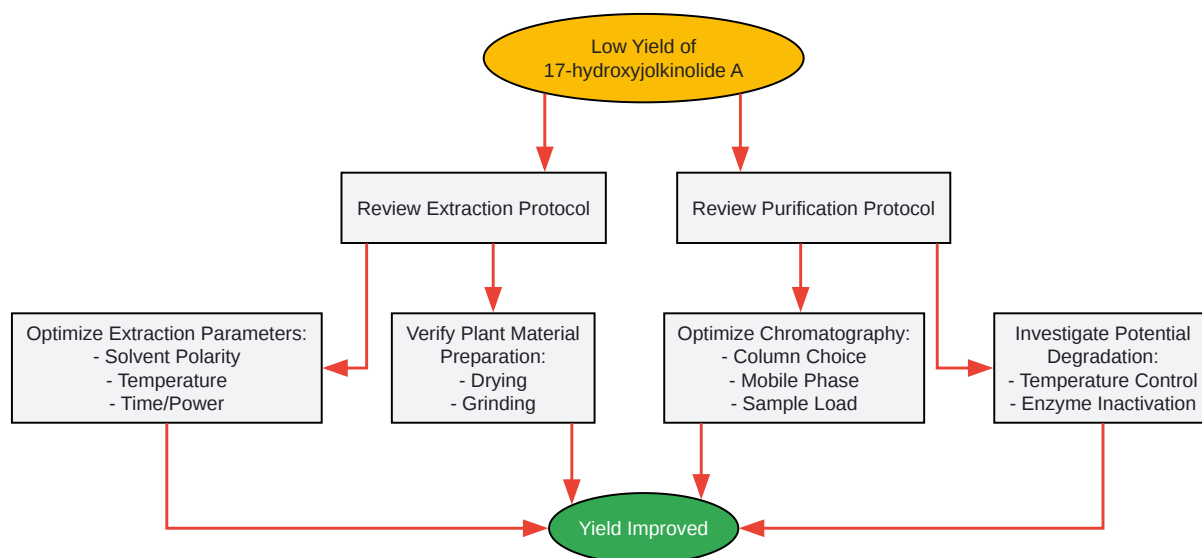 Low Yield of
17-hydroxyjolkinolide A
Review Extraction Protocol
Review Purification Protocol
Optimize Extraction Parameters:
- Solvent Polarity
- Temperature
- Time/Power
Verify Plant Material
Preparation:
- Drying
- Grinding
Optimize Chromatography:
- Column Choice
- Mobile Phase
- Sample Load
Investigate Potential
Degradation:
- Temperature Control
- Enzyme Inactivation
Yield Improved